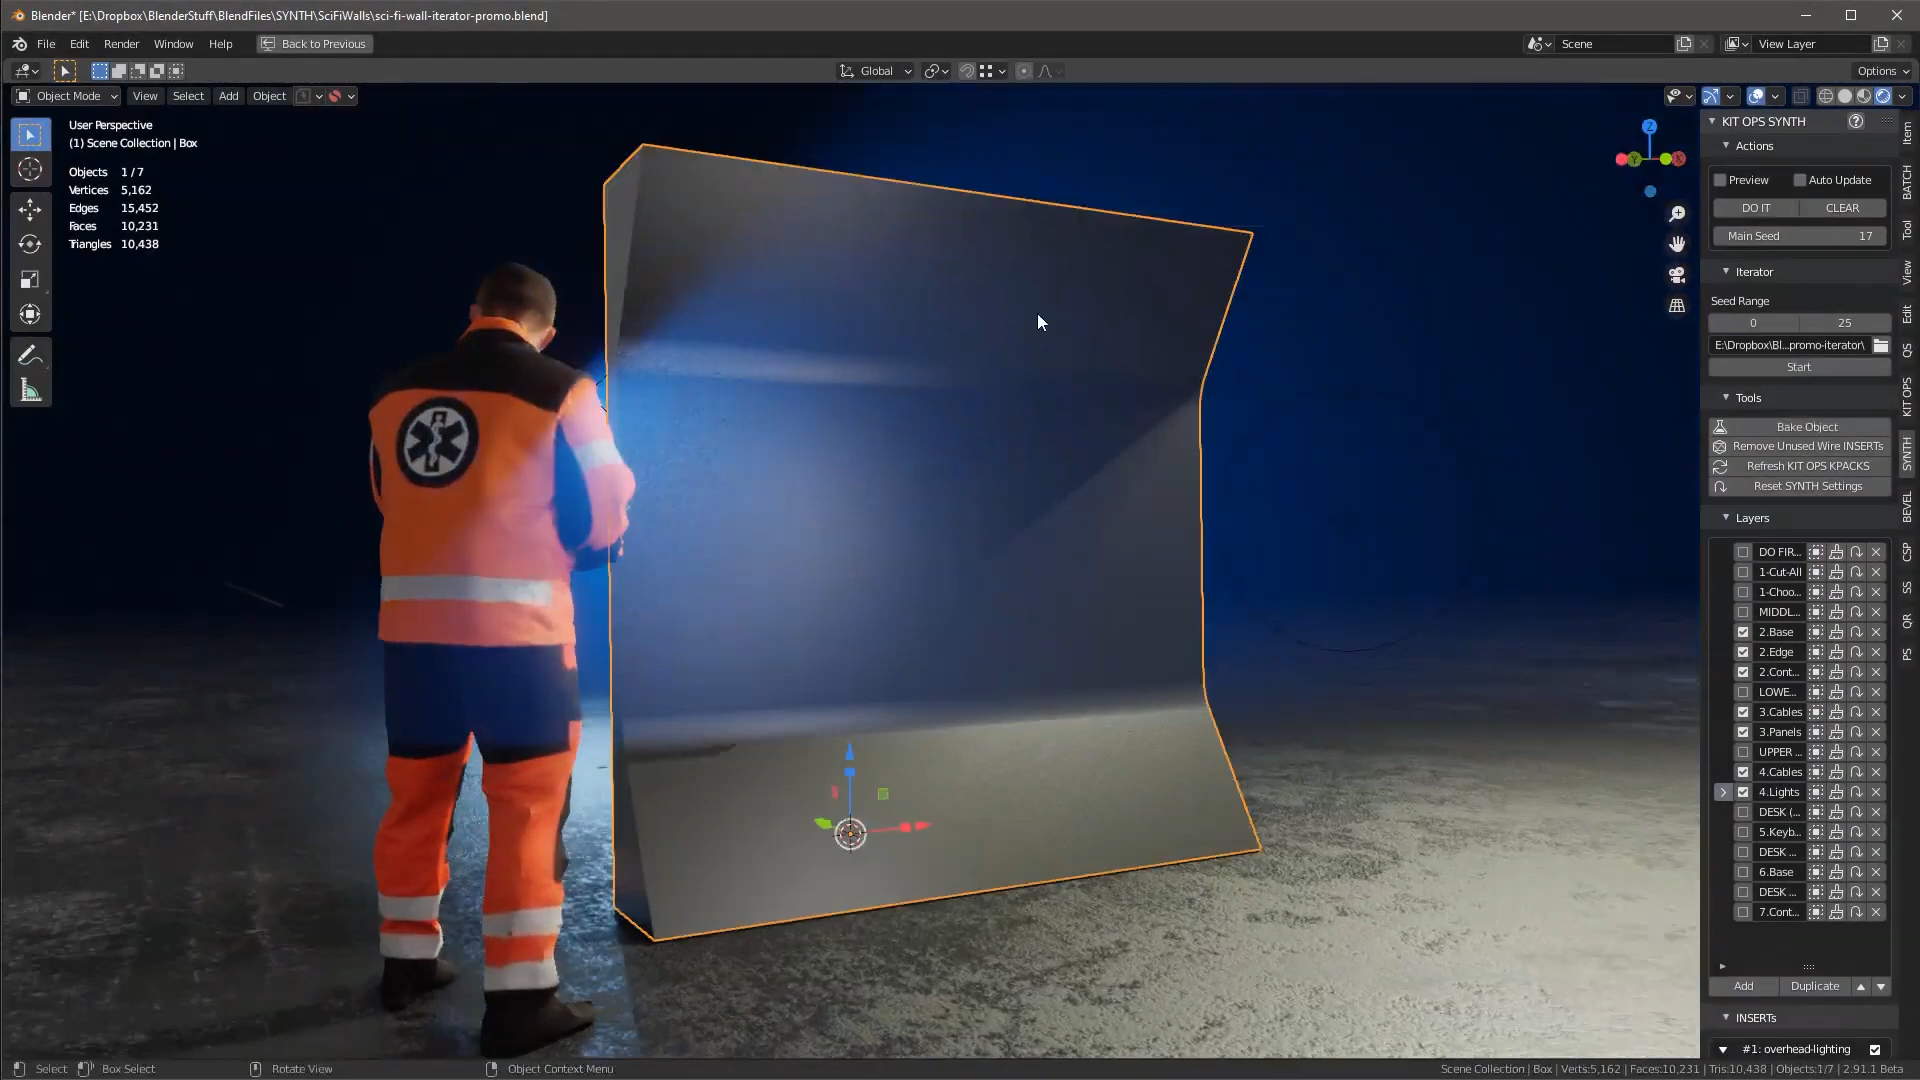 Blender* [E:\Dropbox\BlenderStuff\BlendFiles\SYNTH\SciFiWalls\sci-fi-wall-iterator-promo.blend]
File Edit Render Window Help Back to Previous
Scene
View Layer
Global
Options
Object Mode View Select Add Object
User Perspective
(1) Scene Collection | Box
Objects 1 / 7
Vertices 5,162
Edges 15,452
Faces 10,231
Triangles 10,438
Z
Y
X
KIT OPS SYNTH
Actions
Preview Auto Update
DO IT CLEAR
Main Seed 17
Iterator
Seed Range
0 25
E:\Dropbox\Bl...promo-iterator\
Start
Tools
Bake Object
Remove Unused Wire INSERTs
Refresh KIT OPS KPACKS
Reset SYNTH Settings
Layers
DO FIR...
1-Cut-All
1-Choo...
MIDDL...
2.Base
2.Edge
2.Cont...
LOWE...
3.Cables
3.Panels
UPPER ...
4.Cables
4.Lights
DESK (...
5.Keyb...
DESK ...
6.Base
DESK ...
7.Cont...
Add Duplicate
INSERTs
#1: overhead-lighting
Item
BATCH
Tool
View
Edit
QS
KIT OPS
SYNTH
BEVEL
CSP
SS
QR
PS
Select Box Select Rotate View Object Context Menu
Scene Collection | Box | Verts:5,162 | Faces:10,231 | Tris:10,438 | Objects:1/7 | 2.91.1 Beta